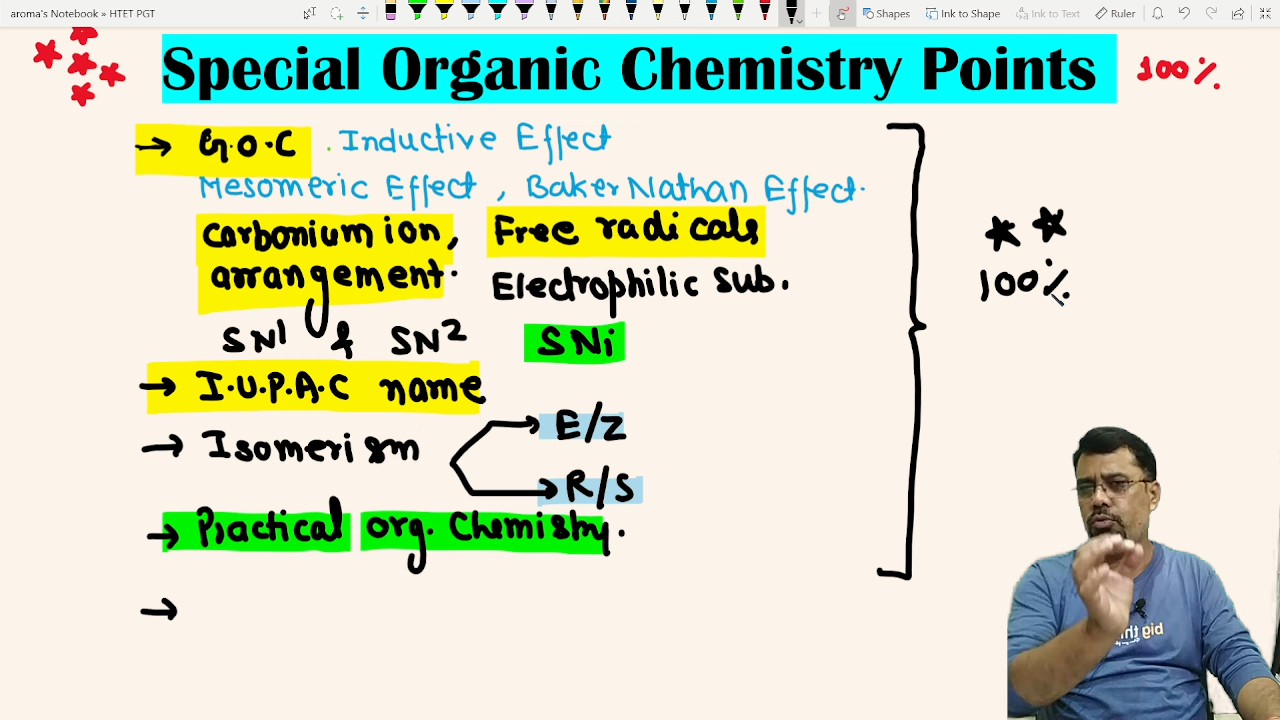 aroma's Notebook » HTET PGT
Shapes Ink to Shape Ink to Text Ruler
Special Organic Chemistry Points 100%
→ G.O.C . Inductive Effect
Mesomeric Effect , Baker Nathan Effect.
Carbonium ion, Free radicals
arrangement. Electrophilic Sub.
SN1 & SN2 SNi
100%
→ I.U.P.A.C name
→ Isomerism → E/Z
→ R/S
→ Practical org. Chemistry.
→
big